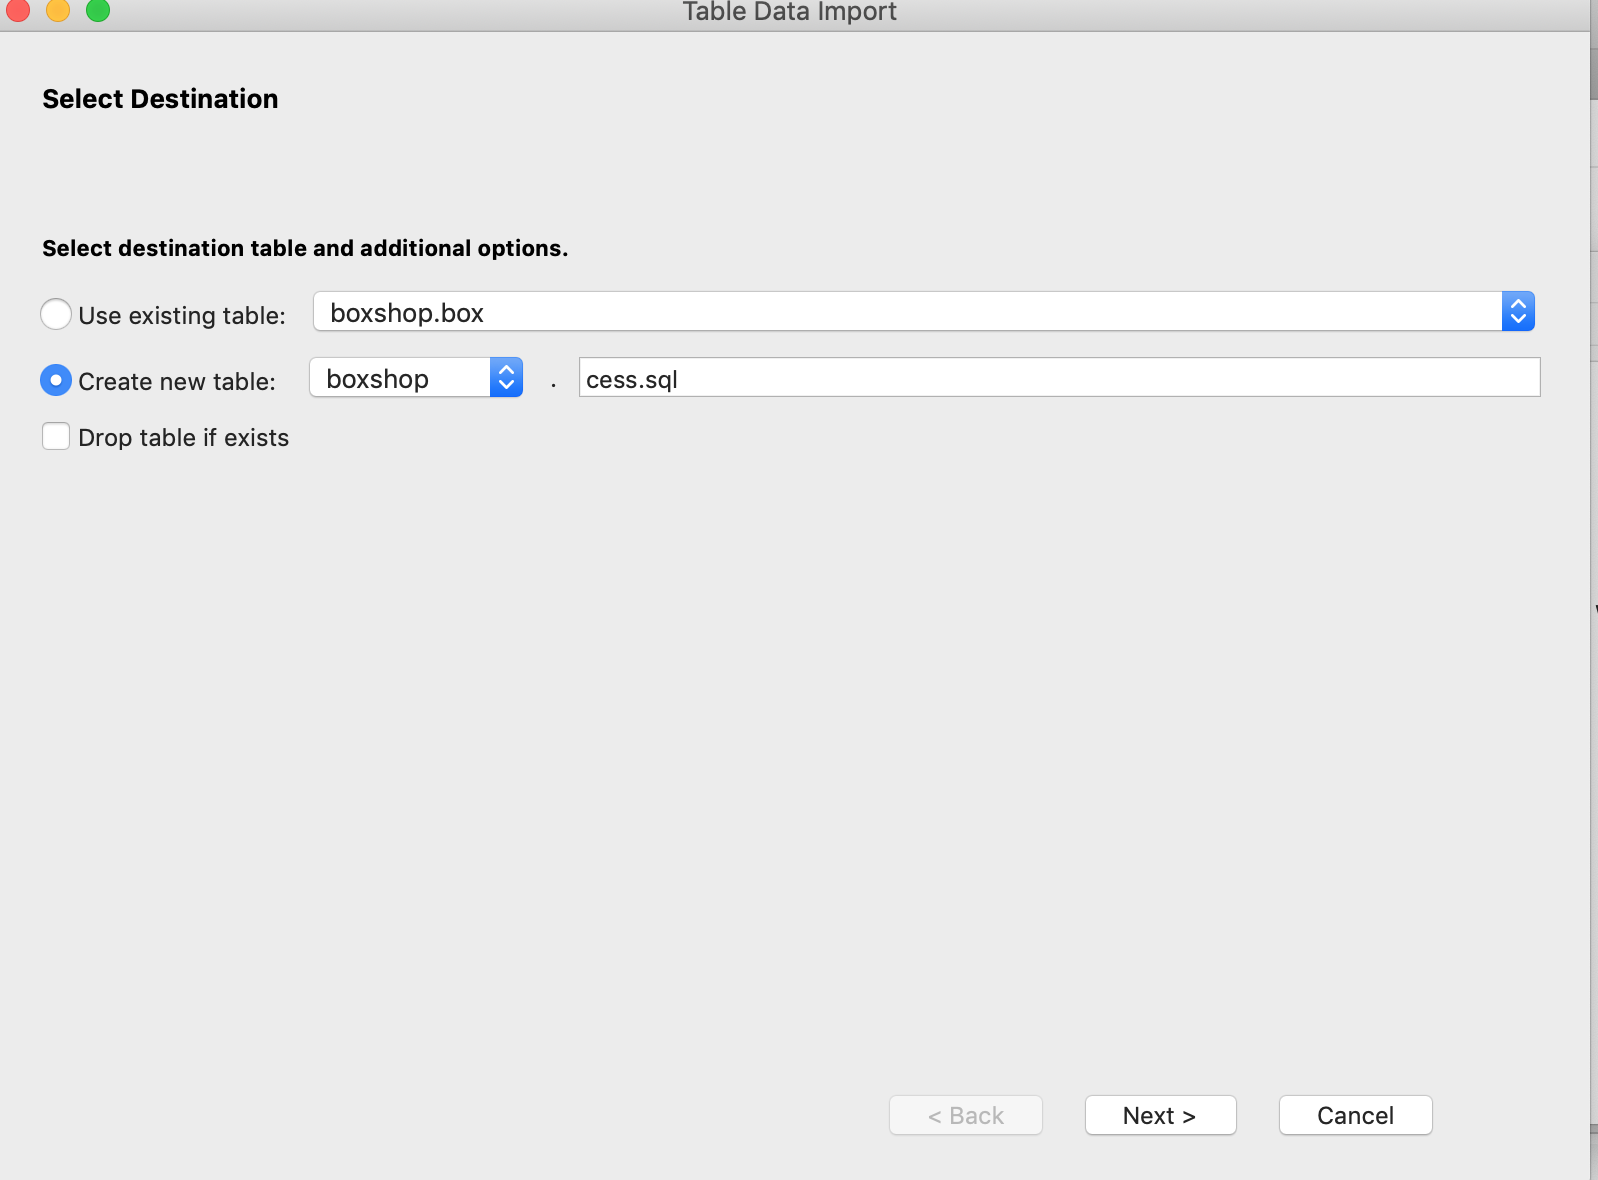 Table Data Import
Select Destination
Select destination table and additional options.
Use existing table: boxshop.box
Create new table: boxshop . cess.sql
Drop table if exists
< Back Next > Cancel